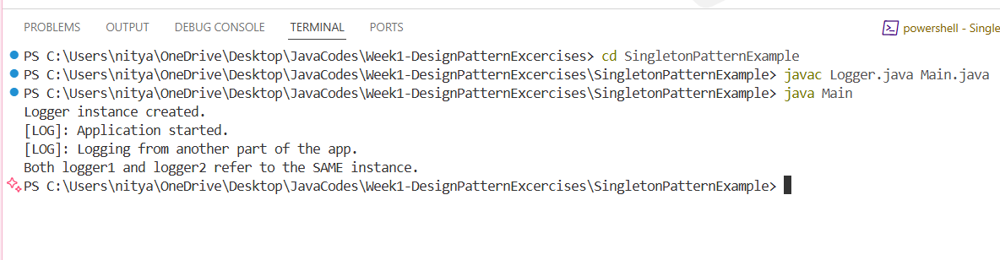 PROBLEMS OUTPUT DEBUG CONSOLE TERMINAL PORTS powershell - Single
PS C:\Users\nitya\OneDrive\Desktop\JavaCodes\Week1-DesignPatternExcercises> cd SingletonPatternExample
PS C:\Users\nitya\OneDrive\Desktop\JavaCodes\Week1-DesignPatternExcercises\SingletonPatternExample> javac Logger.java Main.java
PS C:\Users\nitya\OneDrive\Desktop\JavaCodes\Week1-DesignPatternExcercises\SingletonPatternExample> java Main
Logger instance created.
[LOG]: Application started.
[LOG]: Logging from another part of the app.
Both logger1 and logger2 refer to the SAME instance.
PS C:\Users\nitya\OneDrive\Desktop\JavaCodes\Week1-DesignPatternExcercises\SingletonPatternExample>